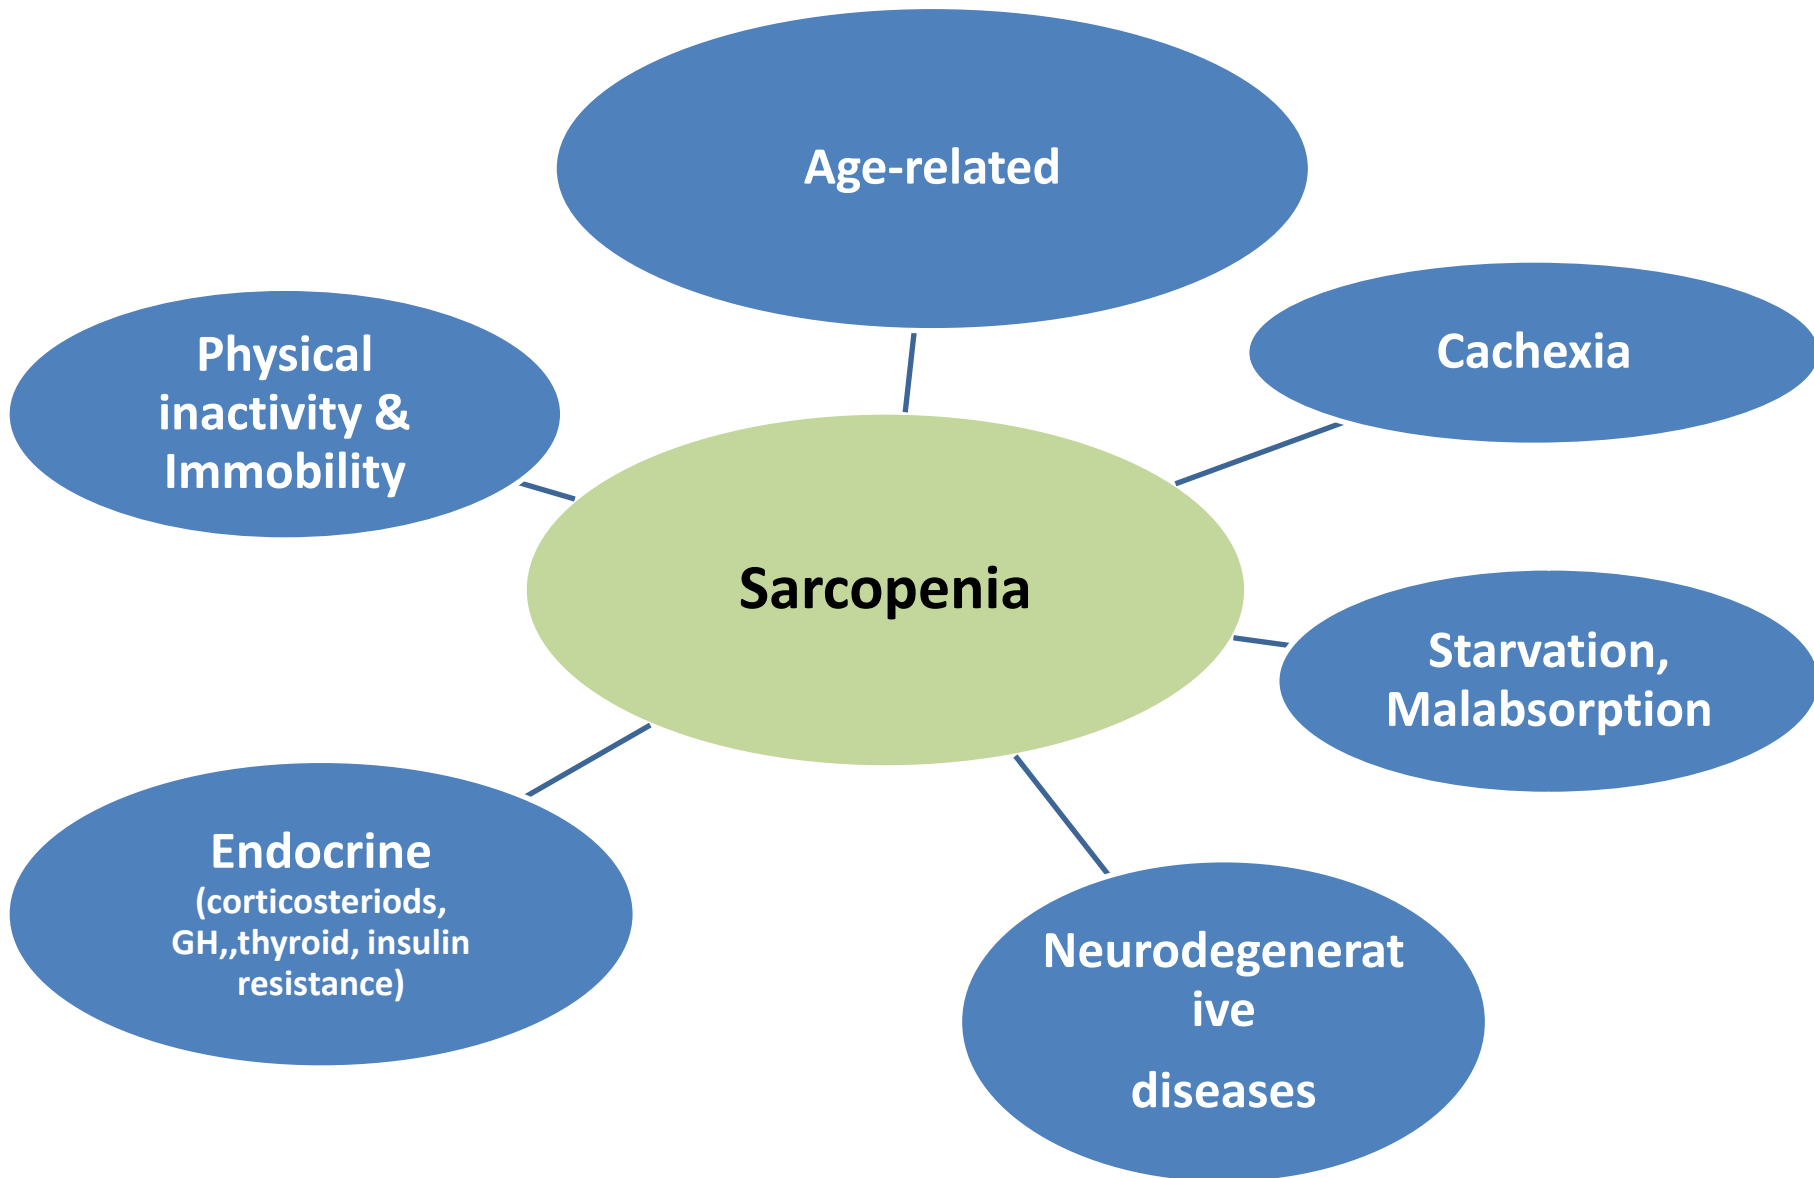 Age-related
Physical
inactivity &
Immobility
Cachexia
Sarcopenia
Starvation,
Malabsorption
Endocrine
(corticosteriods,
GH,,thyroid, insulin
resistance)
Neurodegenerat
ive
diseases